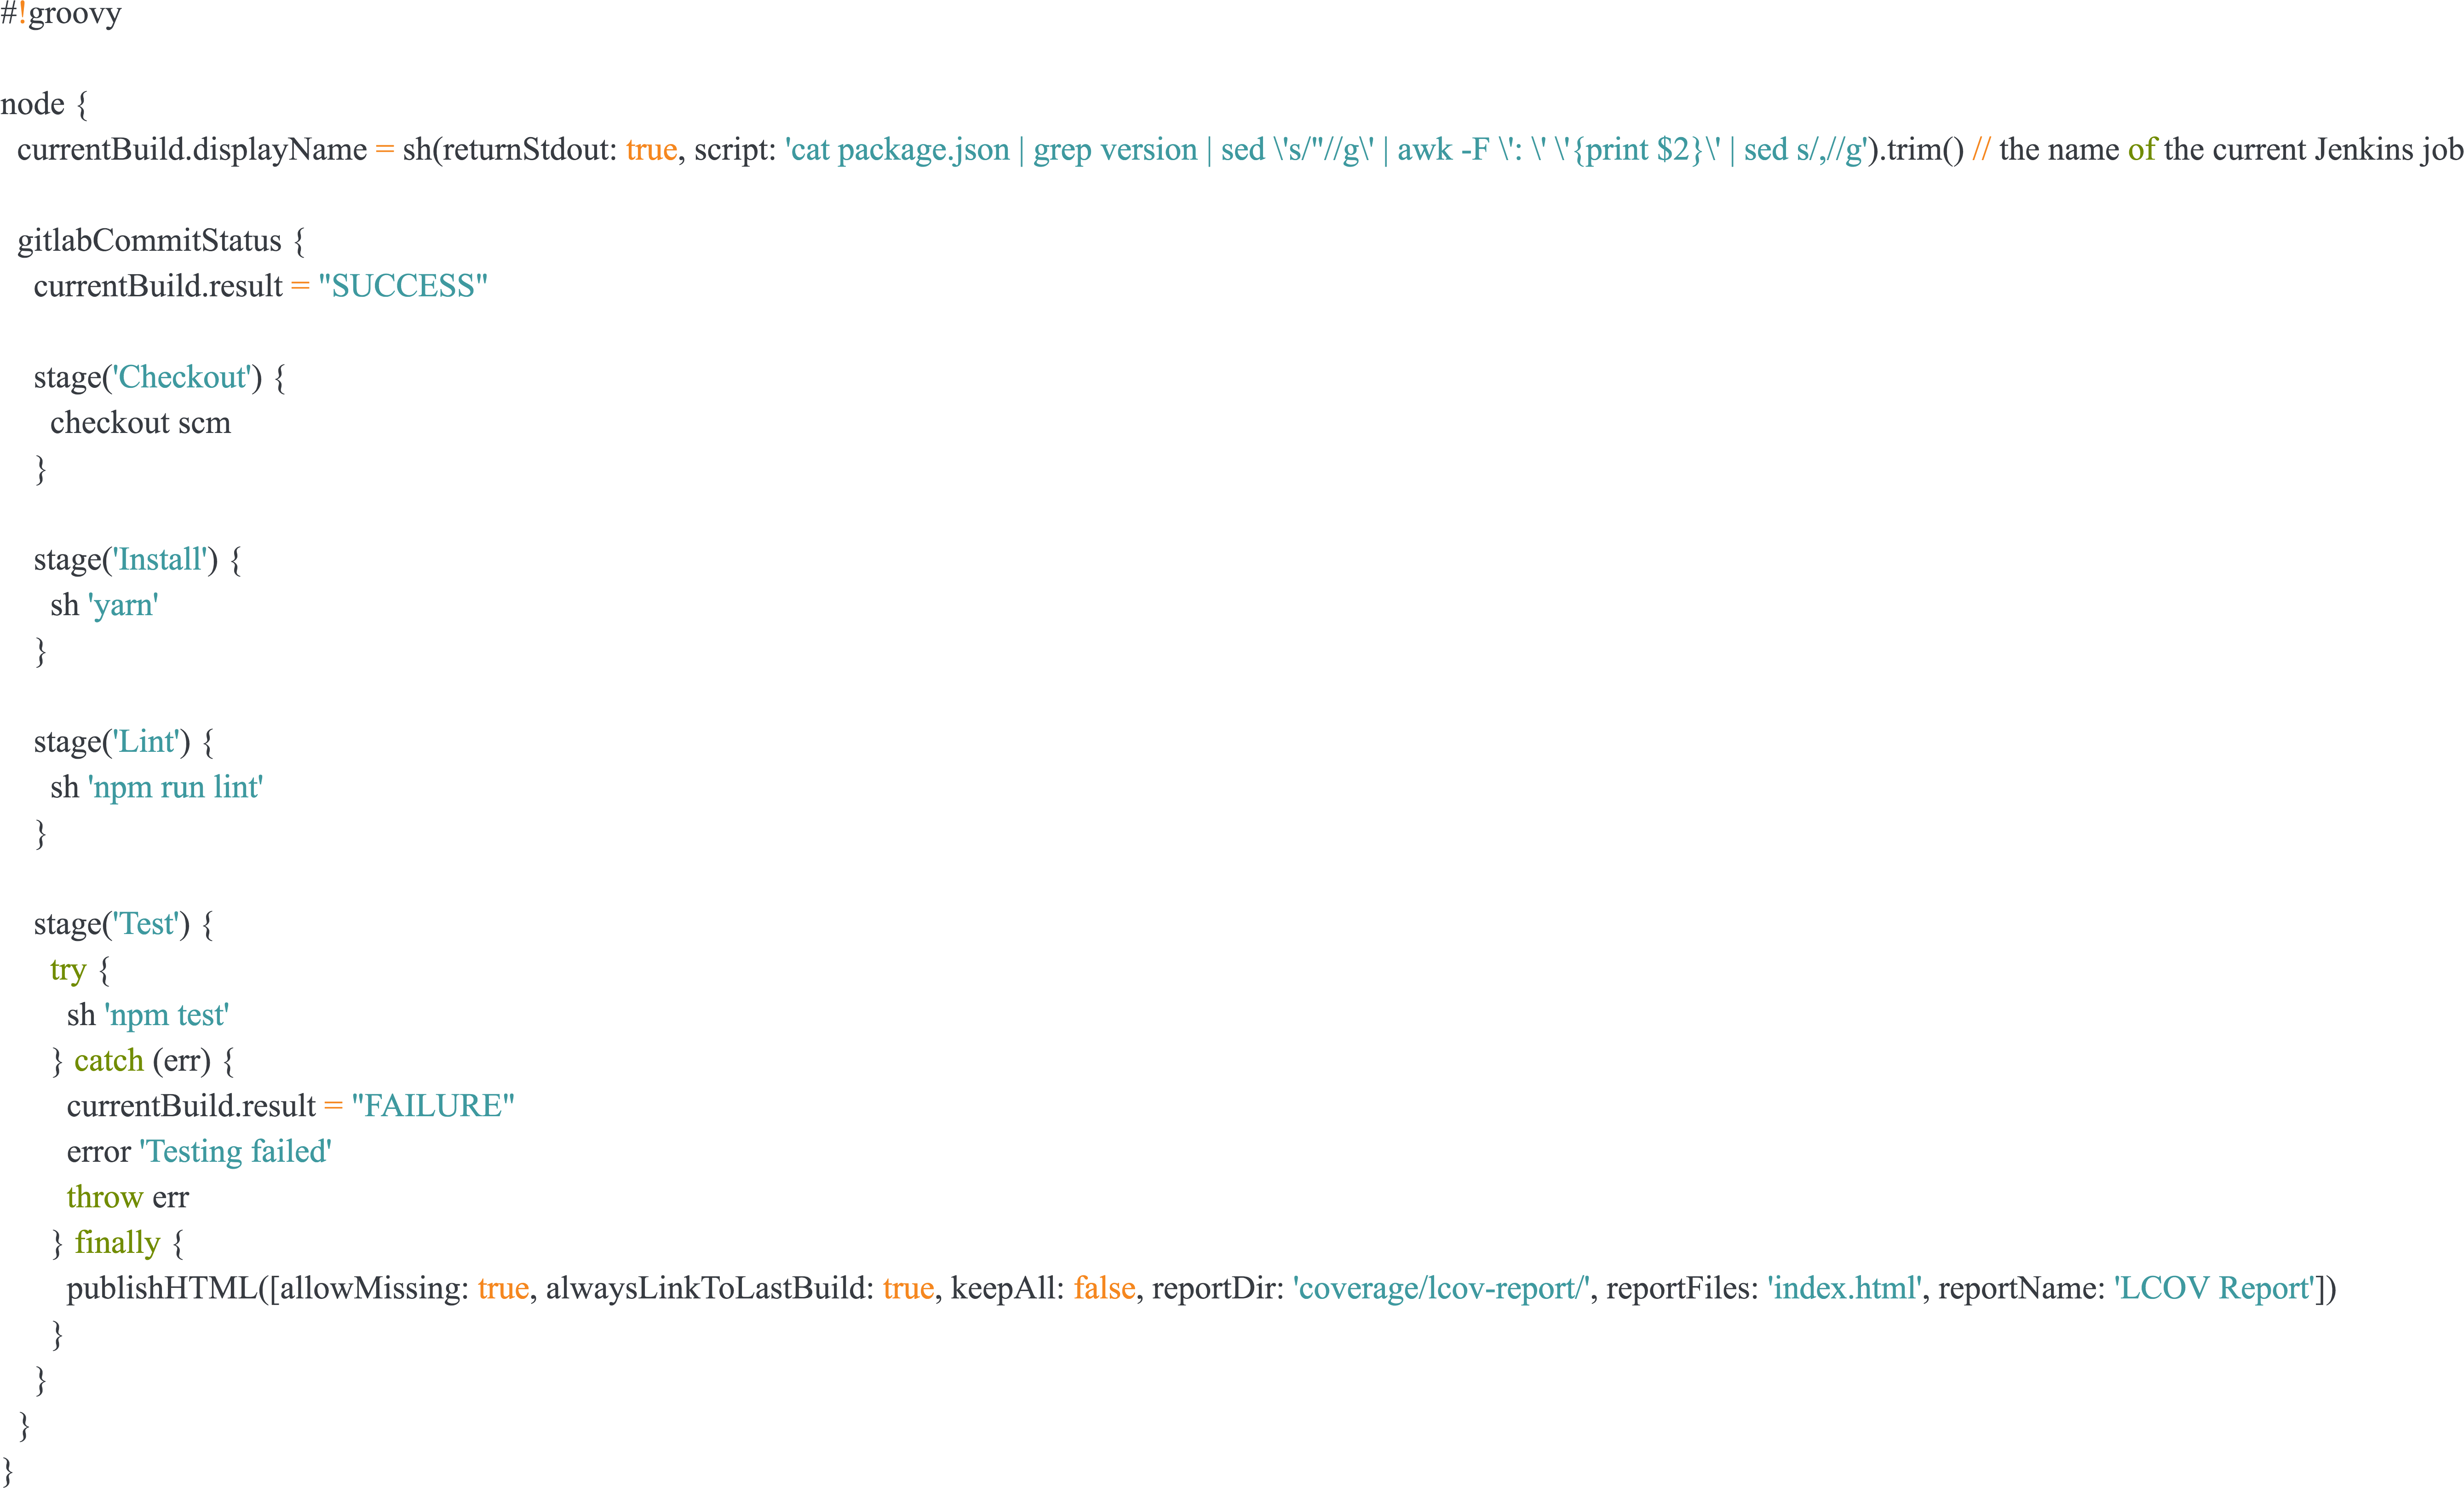 #!groovy
node {
currentBuild.displayName = sh(returnStdout: true, script: 'cat package.json | grep version | sed \'s/"//g\' | awk -F \': \' \'{print $2}\' | sed s/,//g').trim() // the name of the current Jenkins job
gitlabCommitStatus {
currentBuild.result = "SUCCESS"
stage('Checkout') {
checkout scm
}
stage('Install') {
sh 'yarn'
}
stage('Lint') {
sh 'npm run lint'
}
stage('Test') {
try {
sh 'npm test'
} catch (err) {
currentBuild.result = "FAILURE"
error 'Testing failed'
throw err
} finally {
publishHTML([allowMissing: true, alwaysLinkToLastBuild: true, keepAll: false, reportDir: 'coverage/lcov-report/', reportFiles: 'index.html', reportName: 'LCOV Report'])
}
}
}
}